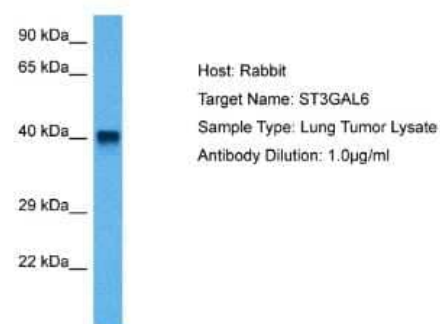 90 kDa
65 kDa
40 kDa
29 kDa
22 kDa
Host: Rabbit
Target Name: ST3GAL6
Sample Type: Lung Tumor Lysate
Antibody Dilution: 1.0µg/ml